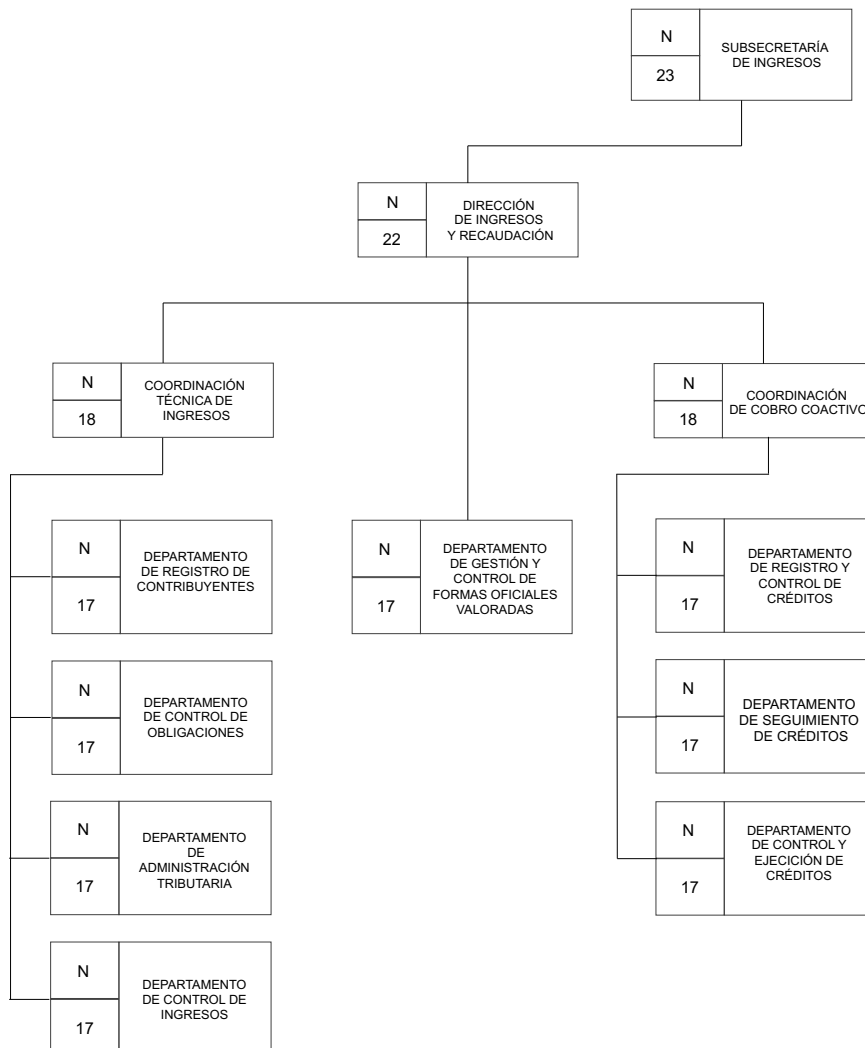 N
23
SUBSECRETARÍA
DE INGRESOS
N
22
DIRECCIÓN
DE INGRESOS
Y RECAUDACIÓN
N
18
COORDINACIÓN
TÉCNICA DE
INGRESOS
N
18
COORDINACIÓN
DE COBRO COACTIVO
N
17
DEPARTAMENTO
DE REGISTRO DE
CONTRIBUYENTES
N
17
DEPARTAMENTO
DE GESTIÓN Y
CONTROL DE
FORMAS OFICIALES
VALORADAS
N
17
DEPARTAMENTO
DE REGISTRO Y
CONTROL DE
CRÉDITOS
N
17
DEPARTAMENTO
DE CONTROL DE
OBLIGACIONES
N
17
DEPARTAMENTO
DE SEGUIMIENTO
DE CRÉDITOS
N
17
DEPARTAMENTO
DE
ADMINISTRACIÓN
TRIBUTARIA
N
17
DEPARTAMENTO
DE CONTROL Y
EJECICIÓN DE
CRÉDITOS
N
17
DEPARTAMENTO
DE CONTROL DE
INGRESOS